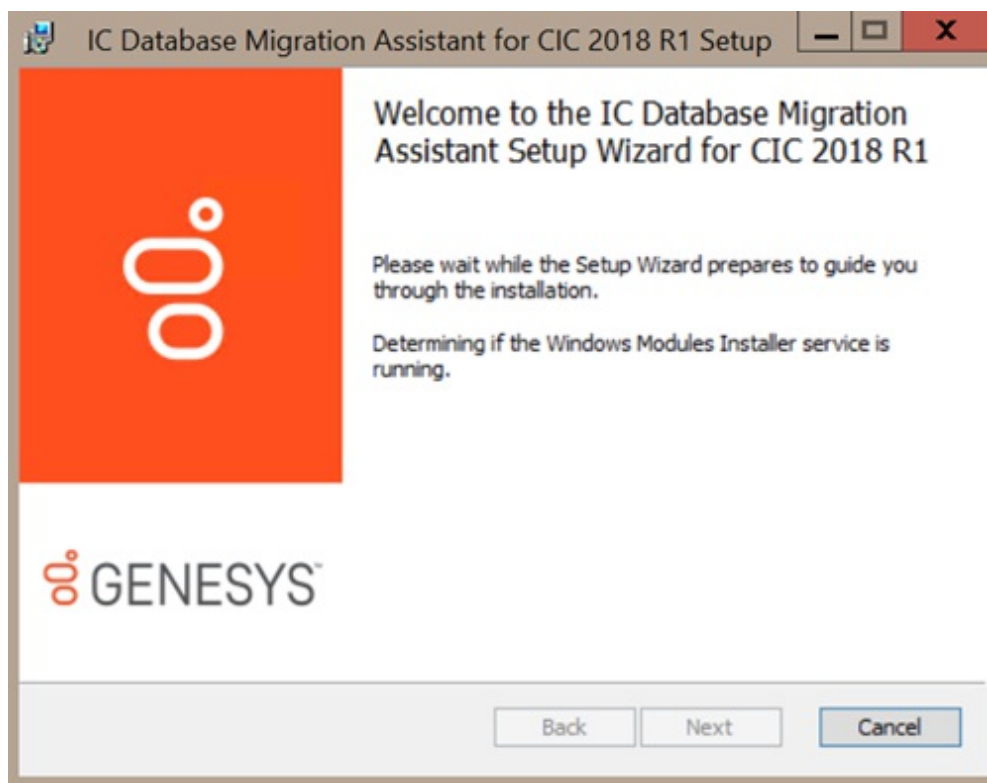 IC Database Migration Assistant for CIC 2018 R1 Setup
Welcome to the IC Database Migration
Assistant Setup Wizard for CIC 2018 R1
Please wait while the Setup Wizard prepares to guide you
through the installation.
Determining if the Windows Modules Installer service is
running.
GENESYS™
Back
Next
Cancel